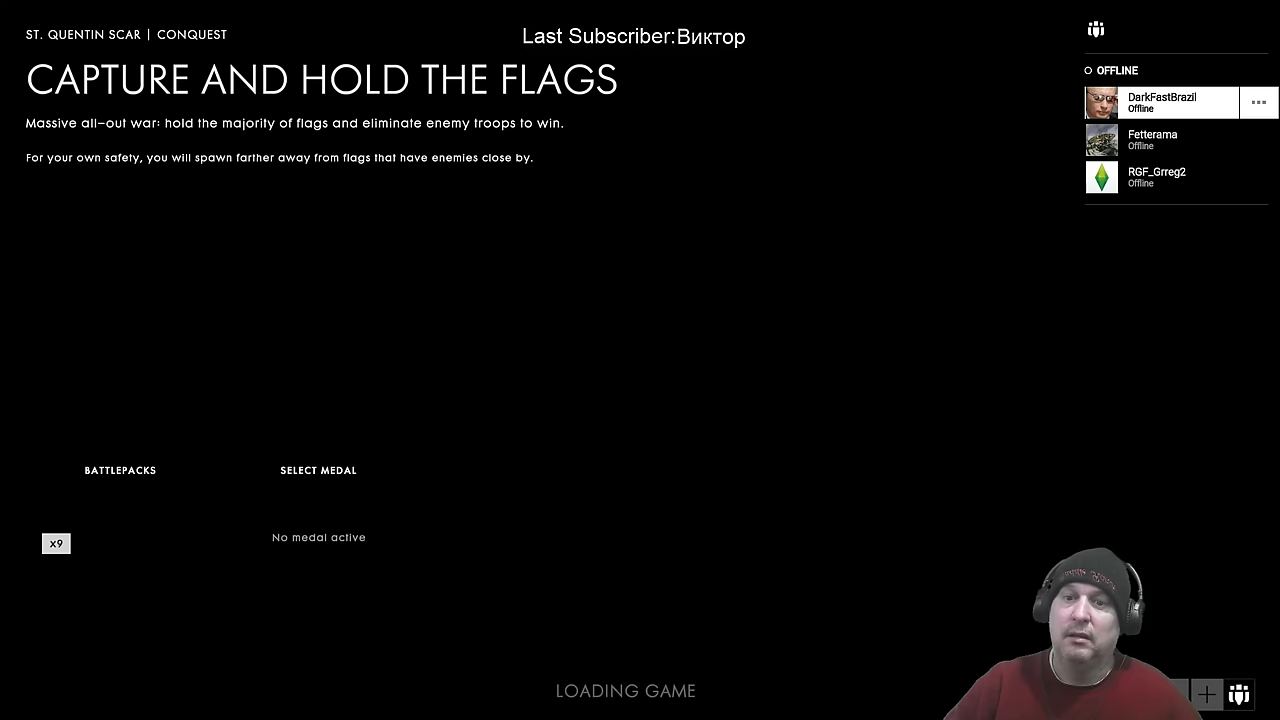 ST. QUENTIN SCAR | CONQUEST
Last Subscriber:Виктор
CAPTURE AND HOLD THE FLAGS
Massive all-out war: hold the majority of flags and eliminate enemy troops to win.
For your own safety, you will spawn farther away from flags that have enemies close by.
OFFLINE
DarkFastBrazil
Offline
Fetterama
Offline
RGF_Grreg2
Offline
BATTLEPACKS
SELECT MEDAL
x9
No medal active
LOADING GAME